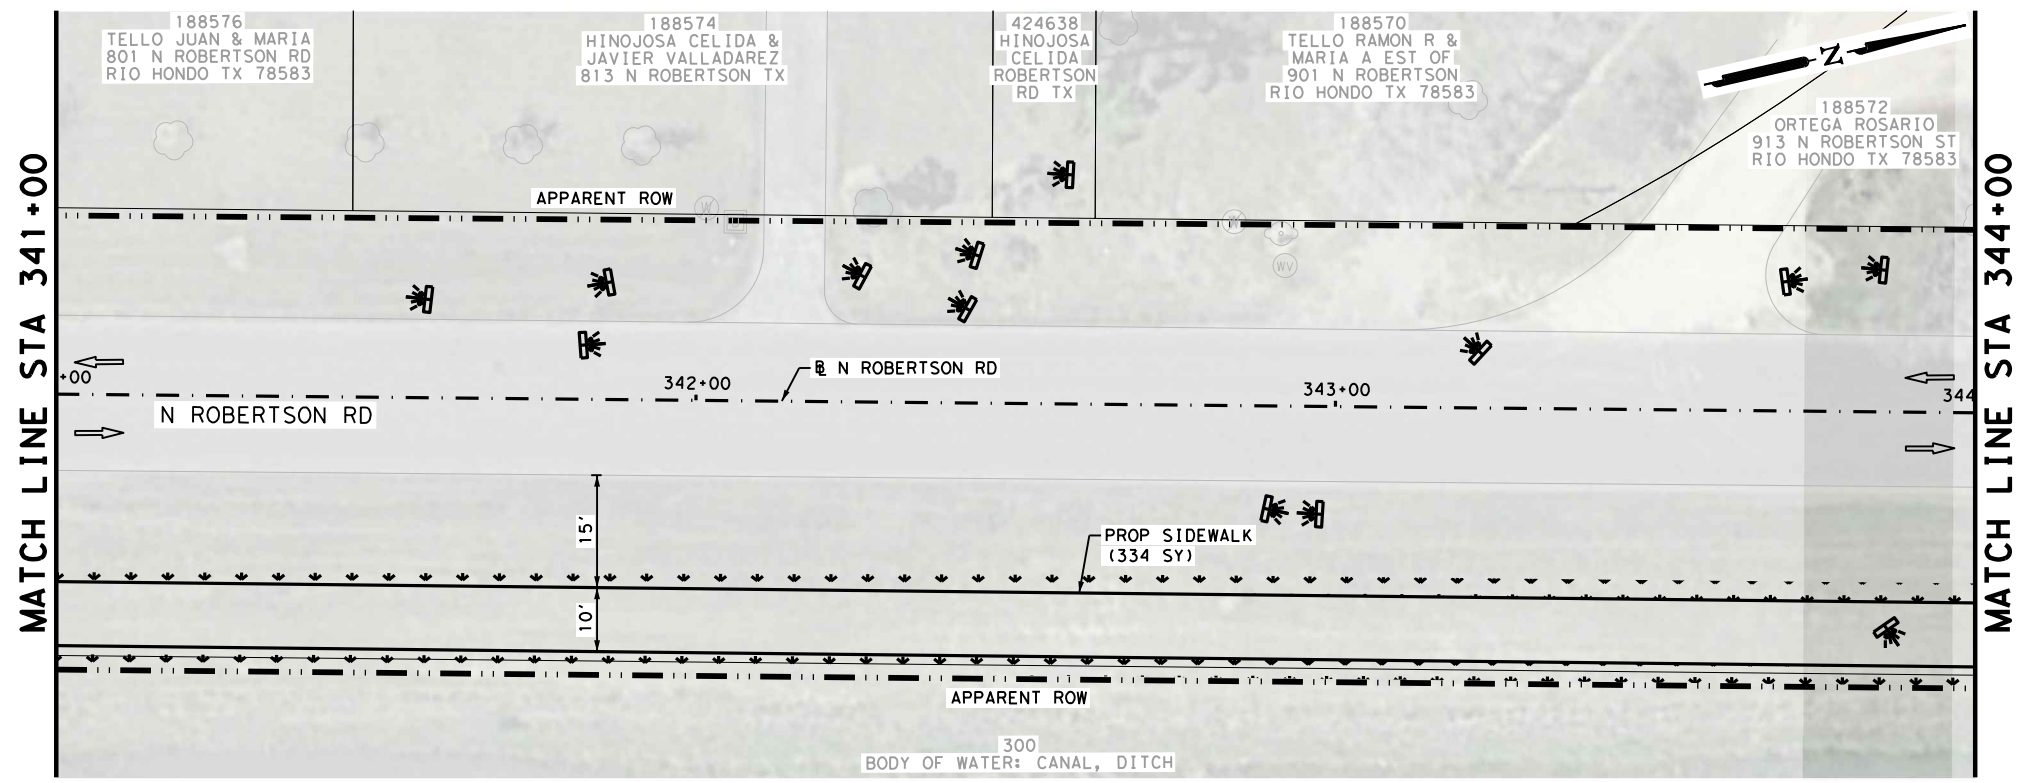 188576
TELLO JUAN & MARIA
801 N ROBERTSON RD
RIO HONDO TX 78583
188574
HINOJOSA CELIDA &
JAVIER VALLADAREZ
813 N ROBERTSON TX
424638
HINOJOSA
CELIDA
ROBERTSON
RD TX
188570
TELLO RAMON R &
MARIA A EST OF
901 N ROBERTSON
RIO HONDO TX 78583
N
188572
ORTEGA ROSARIO
913 N ROBERTSON ST
RIO HONDO TX 78583
MATCH LINE STA 341+00
MATCH LINE STA 344+00
APPARENT ROW
W
W
WV
+00
342+00
BL N ROBERTSON RD
343+00
344
N ROBERTSON RD
15'
PROP SIDEWALK
(334 SY)
10'
APPARENT ROW
300
BODY OF WATER: CANAL, DITCH